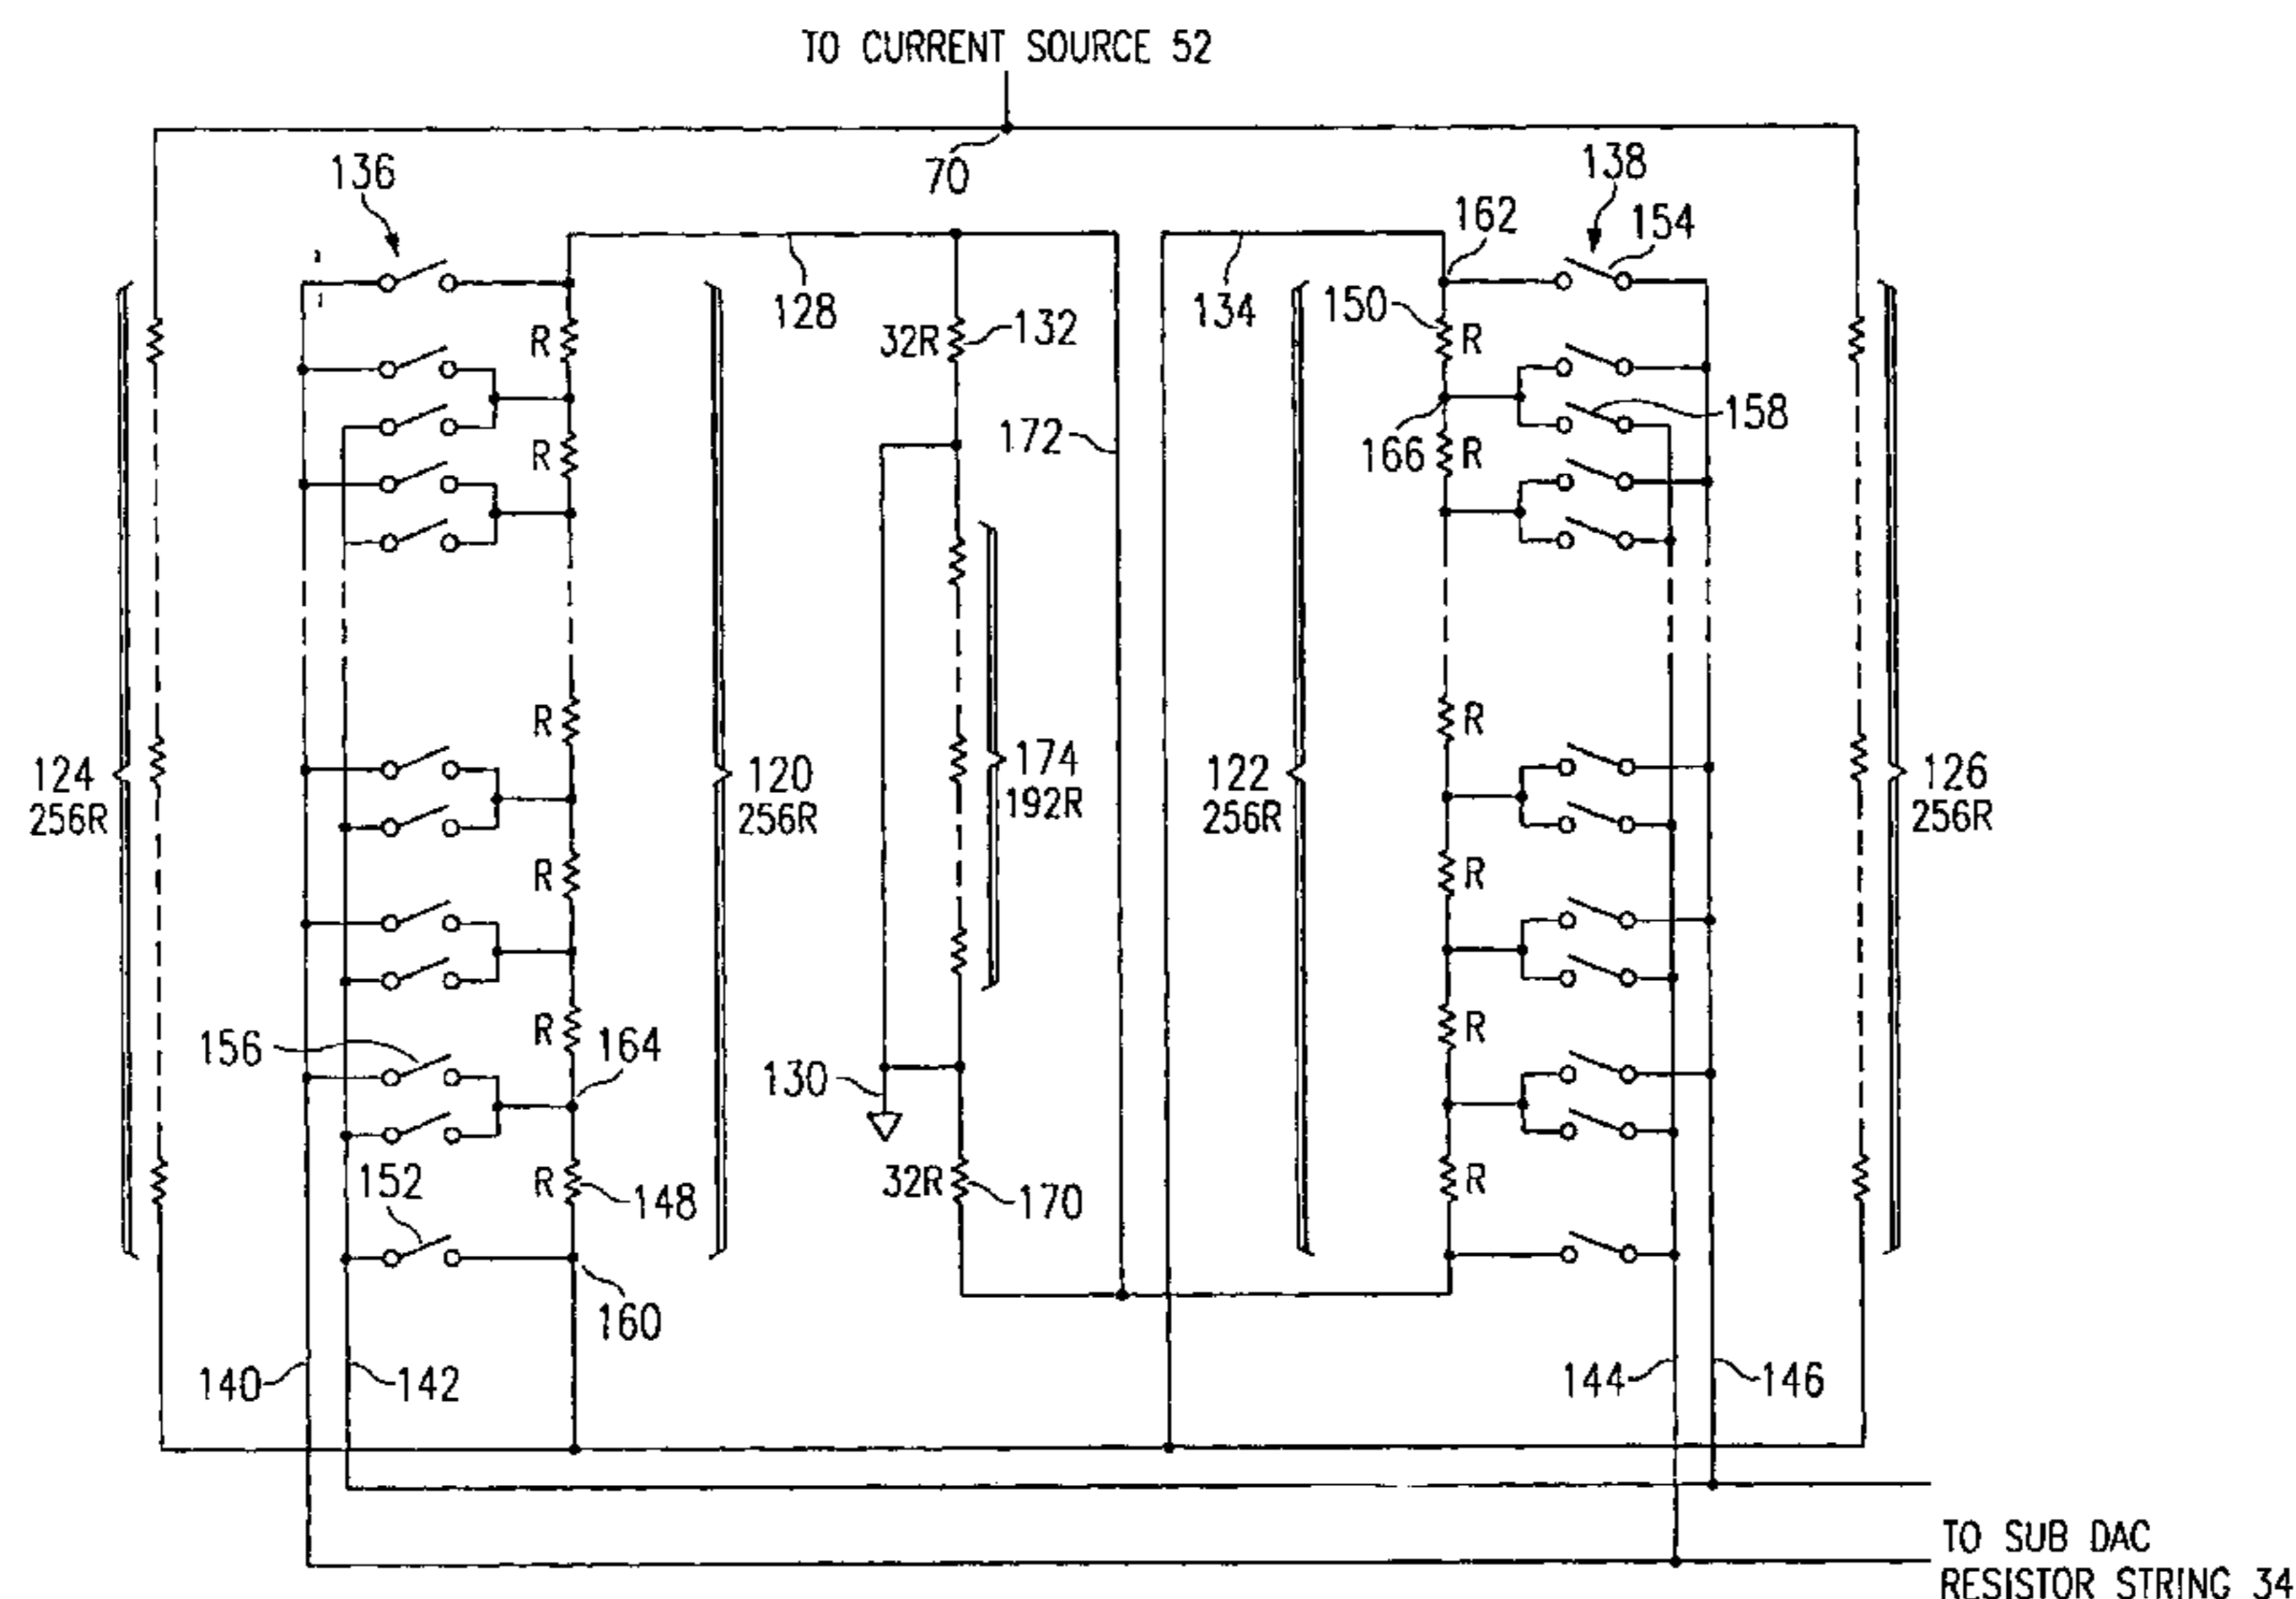 TO CURRENT SOURCE 52
70
136
138
154
162
128
134
150
R
R
32R
132
158
172
166
R
R
R
R
124
256R
120
256R
174
192R
122
256R
126
256R
R
R
R
R
156
164
130
152
R
148
32R
170
R
160
140
142
144
146
TO SUB DAC
RESISTOR STRING 34